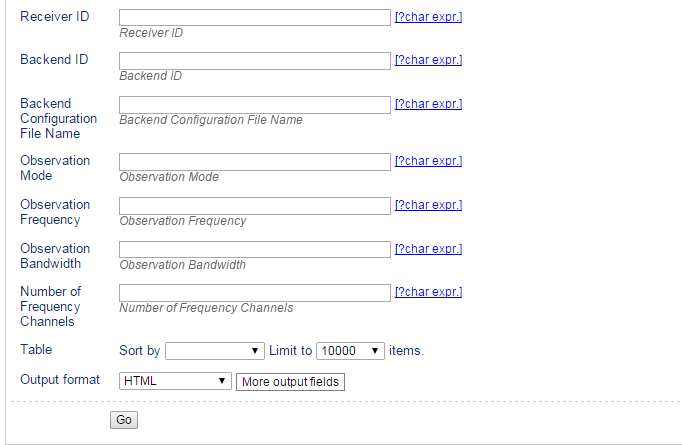 Receiver ID [?char expr.]
Receiver ID
Backend ID [?char expr.]
Backend ID
Backend Configuration File Name [?char expr.]
Backend Configuration File Name
Observation Mode [?char expr.]
Observation Mode
Observation Frequency [?char expr.]
Observation Frequency
Observation Bandwidth [?char expr.]
Observation Bandwidth
Number of Frequency Channels [?char expr.]
Number of Frequency Channels
Table Sort by Limit to 10000 items.
Output format HTML More output fields
Go